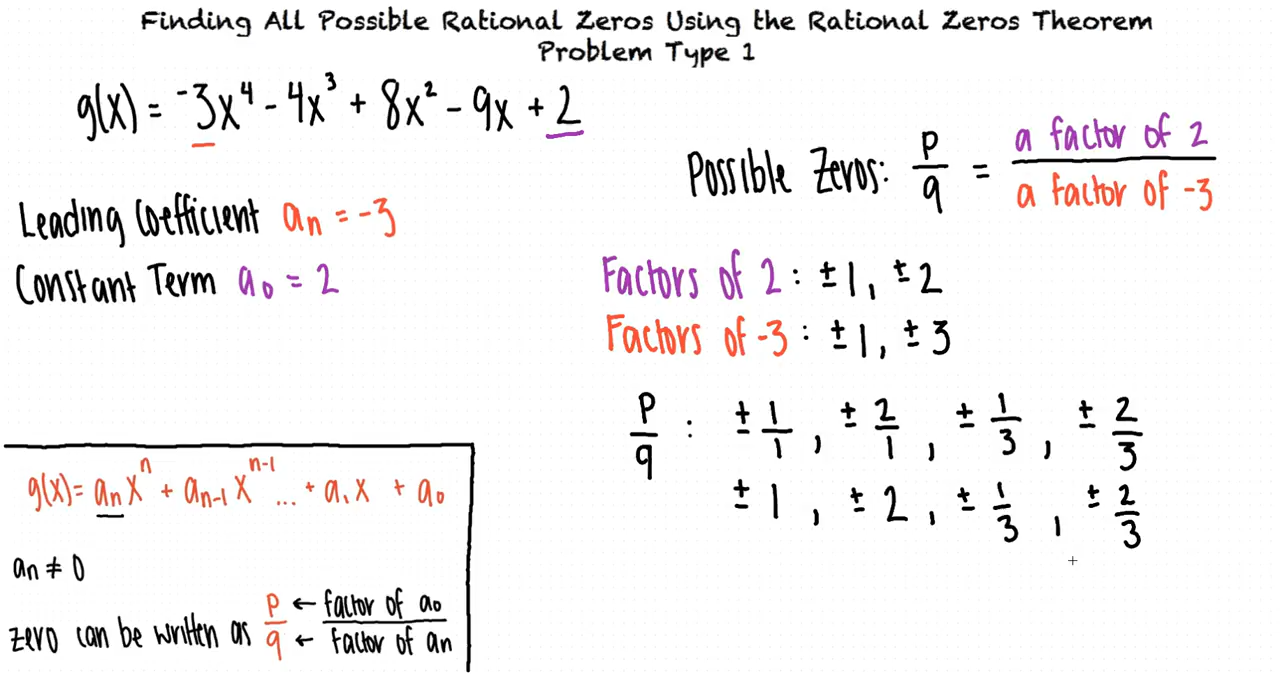 Finding All Possible Rational Zeros Using the Rational Zeros Theorem
Problem Type 1
g(x) = -3x⁴ - 4x³ + 8x² - 9x + 2
Leading Coefficient aₙ = -3
Constant Term a₀ = 2
g(x) = aₙxⁿ + aₙ₋₁xⁿ⁻¹ ... + a₁x + a₀
aₙ ≠ 0
zero can be written as p/q ← factor of a₀ / ← factor of aₙ
Possible Zeros: p/q = a factor of 2 / a factor of -3
Factors of 2: ±1, ±2
Factors of -3: ±1, ±3
p/q : ± 1/1, ± 2/1, ± 1/3, ± 2/3
± 1, ± 2, ± 1/3, ± 2/3